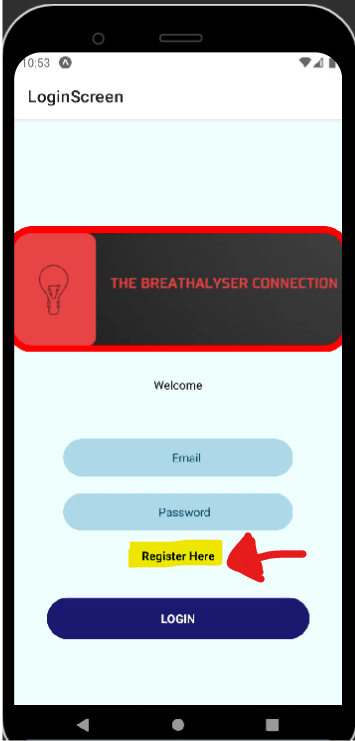 10:53
LoginScreen
THE BREATHALYSER CONNECTION
Welcome
Email
Password
Register Here
LOGIN